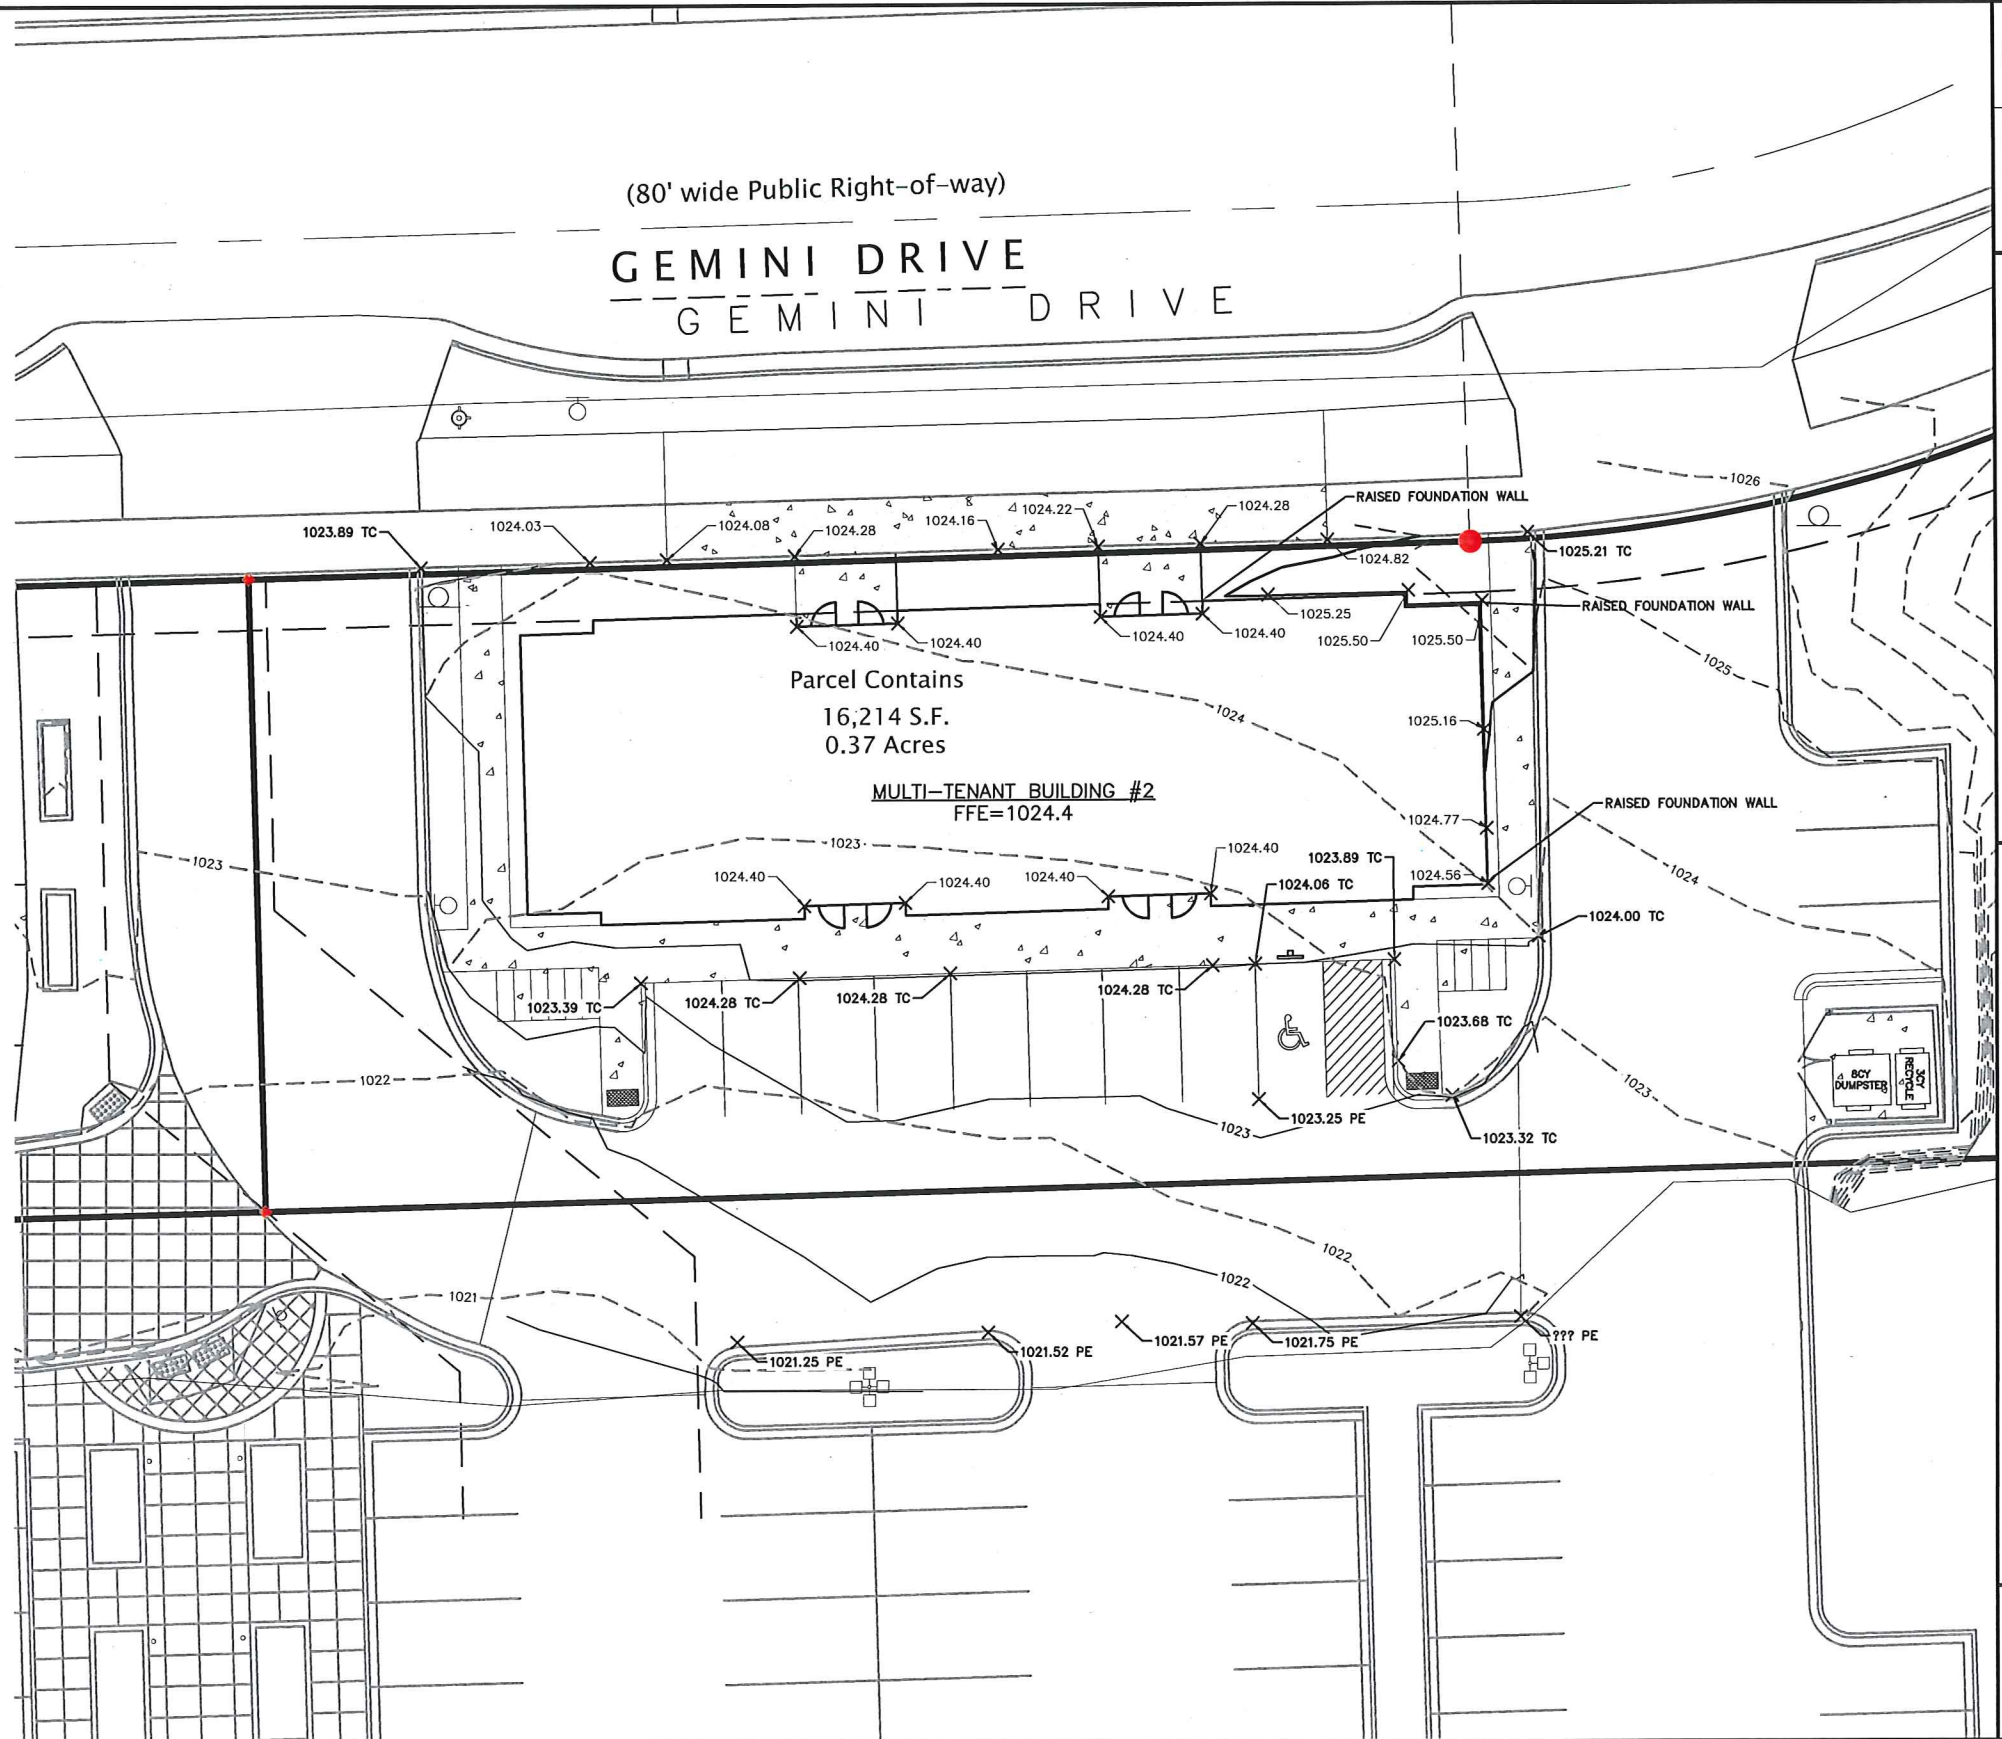 (80' wide Public Right-of-way)
GEMINI DRIVE
GEMINI DRIVE
1026
RAISED FOUNDATION WALL
1023.89 TC
1024.03
1024.08
1024.28
1024.16
1024.22
1024.28
1024.82
1025.21 TC
1025.25
RAISED FOUNDATION WALL
1024.40
1024.40
1024.40
1024.40
1025.50
1025.50
1025
Parcel Contains
16,214 S.F.
0.37 Acres
1024
1025.16
MULTI-TENANT BUILDING #2
FFE=1024.4
RAISED FOUNDATION WALL
1024.77
1023
1023
1024.40
1023.89 TC
1024.40
1024.40
1024.40
1024.06 TC
1024.56
1024
1024.00 TC
1023.39 TC
1024.28 TC
1024.28 TC
1024.28 TC
1023.68 TC
1022
1023
8CY
DUMPSTER
3CY
RECYCLE
1023.25 PE
1023
1023.32 TC
1022
1022
1021
1021.25 PE
1021.52 PE
1021.57 PE
1021.75 PE
??? PE